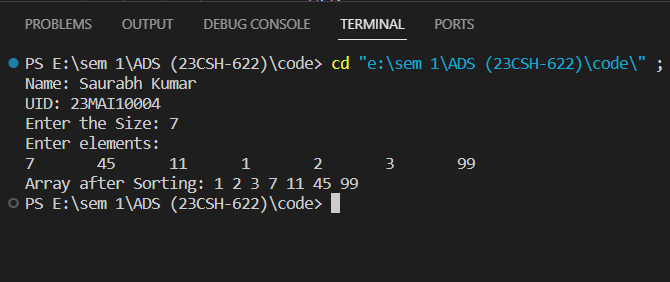 PROBLEMS OUTPUT DEBUG CONSOLE TERMINAL PORTS
PS E:\sem 1\ADS (23CSH-622)\code> cd "e:\sem 1\ADS (23CSH-622)\code\" ;
Name: Saurabh Kumar
UID: 23MAI10004
Enter the Size: 7
Enter elements:
7 45 11 1 2 3 99
Array after Sorting: 1 2 3 7 11 45 99
PS E:\sem 1\ADS (23CSH-622)\code>